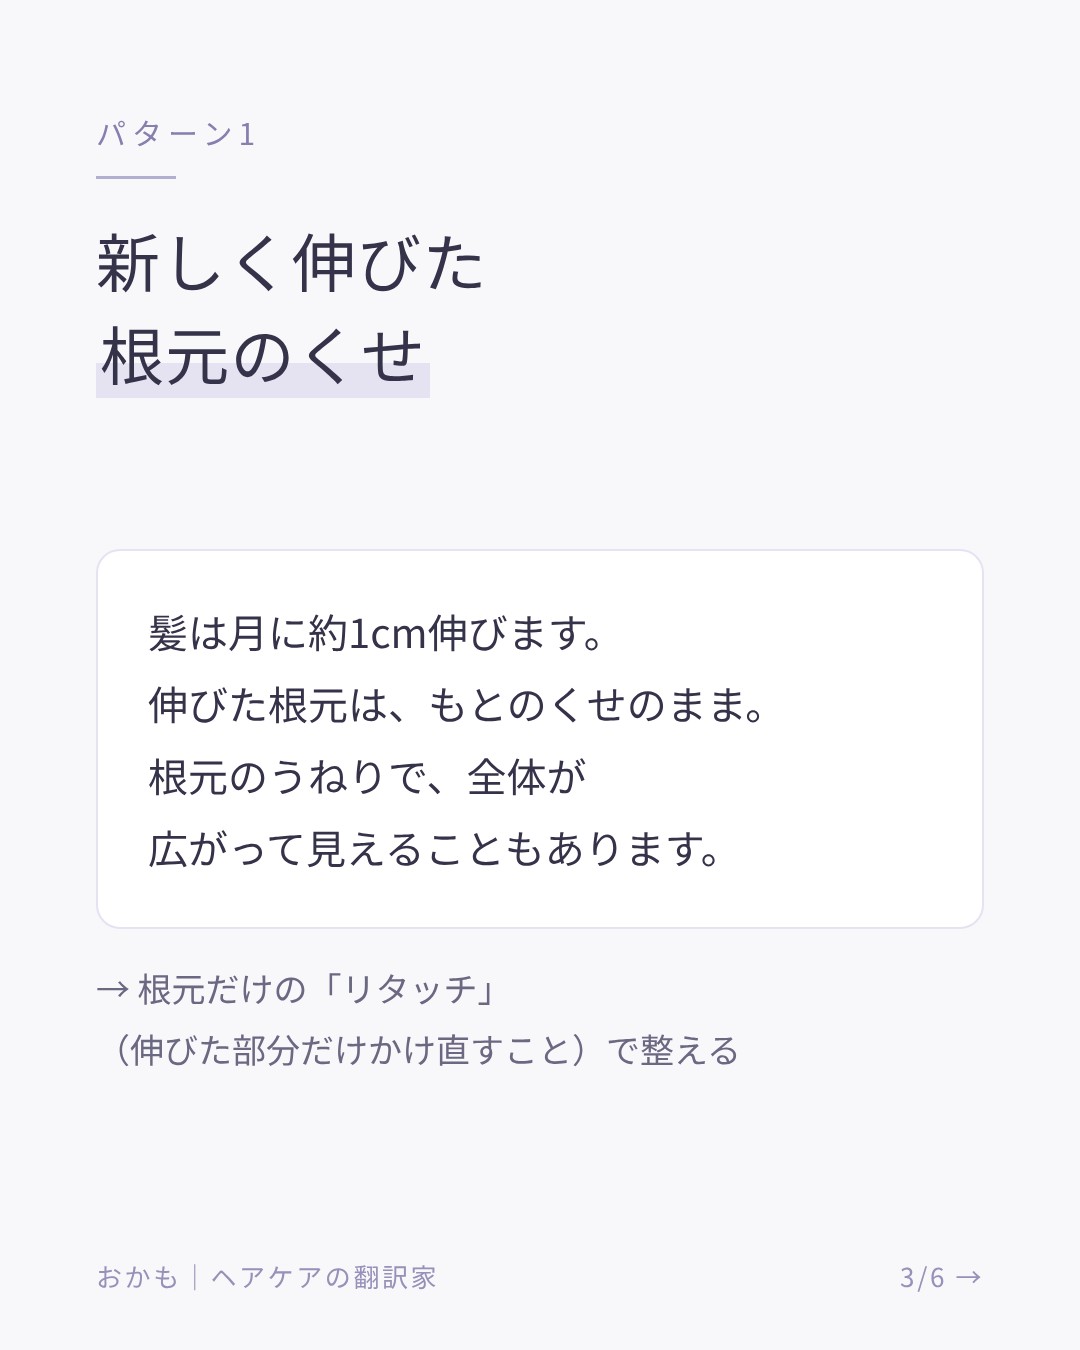 パターン1
新しく伸びた
根元のくせ
髪は月に約1cm伸びます。
伸びた根元は、もとのくせのまま。
根元のうねりで、全体が
広がって見えることもあります。
→ 根元だけの「リタッチ」
（伸びた部分だけかけ直すこと）で整える
おかも｜ヘアケアの翻訳家
3/6 →